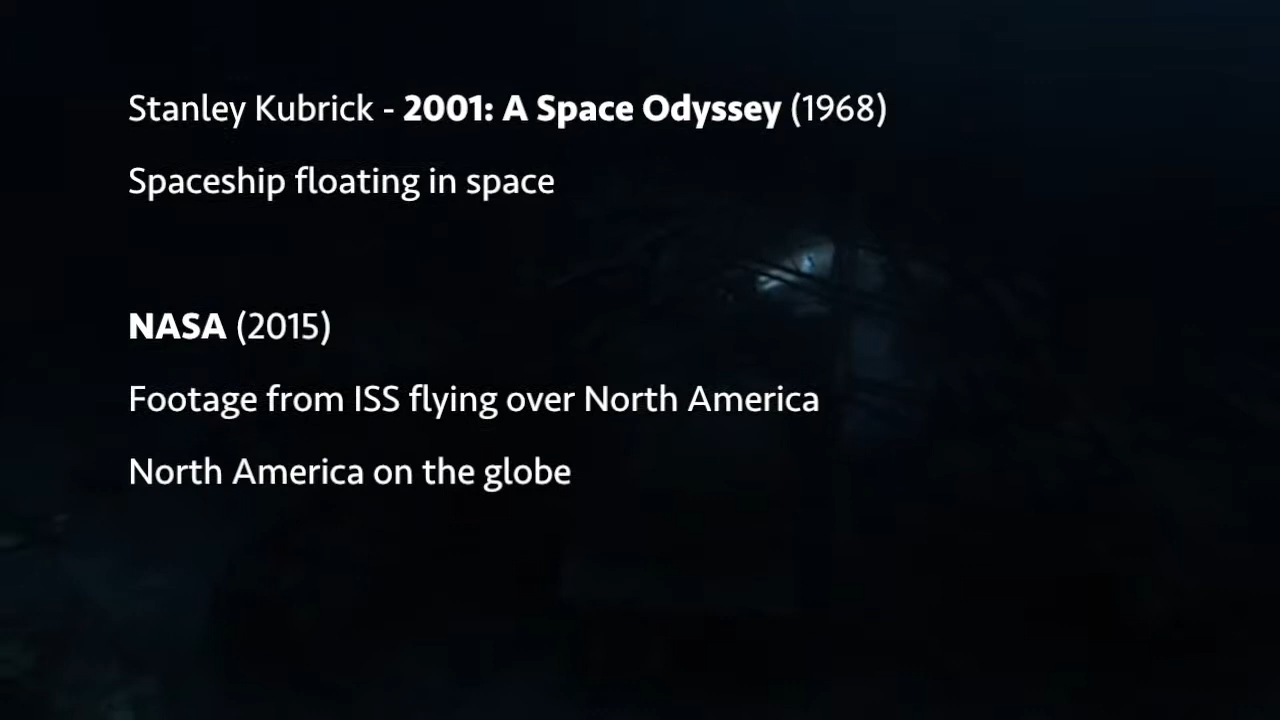 Stanley Kubrick - 2001: A Space Odyssey (1968)
Spaceship floating in space
NASA (2015)
Footage from ISS flying over North America
North America on the globe